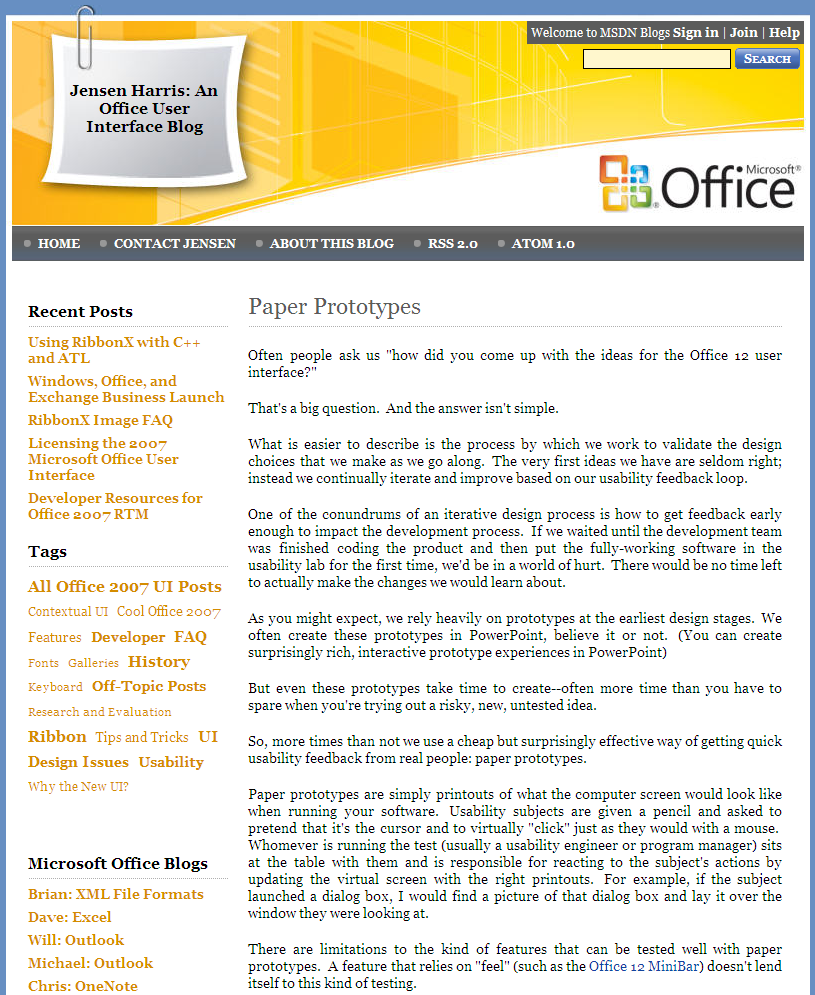 Welcome to MSDN Blogs Sign in | Join | Help
SEARCH
Jensen Harris: An
Office User
Interface Blog
Microsoft®
Office
HOME
CONTACT JENSEN
ABOUT THIS BLOG
RSS 2.0
ATOM 1.0
Recent Posts
Using RibbonX with C++
and ATL
Windows, Office, and
Exchange Business Launch
RibbonX Image FAQ
Licensing the 2007
Microsoft Office User
Interface
Developer Resources for
Office 2007 RTM
Tags
All Office 2007 UI Posts
Contextual UI Cool Office 2007
Features Developer FAQ
Fonts Galleries History
Keyboard Off-Topic Posts
Research and Evaluation
Ribbon Tips and Tricks UI
Design Issues Usability
Why the New UI?
Microsoft Office Blogs
Brian: XML File Formats
Dave: Excel
Will: Outlook
Michael: Outlook
Chris: OneNote
Paper Prototypes
Often people ask us "how did you come up with the ideas for the Office 12 user
interface?"
That's a big question. And the answer isn't simple.
What is easier to describe is the process by which we work to validate the design
choices that we make as we go along. The very first ideas we have are seldom right;
instead we continually iterate and improve based on our usability feedback loop.
One of the conundrums of an iterative design process is how to get feedback early
enough to impact the development process. If we waited until the development team
was finished coding the product and then put the fully-working software in the
usability lab for the first time, we'd be in a world of hurt. There would be no time left
to actually make the changes we would learn about.
As you might expect, we rely heavily on prototypes at the earliest design stages. We
often create these prototypes in PowerPoint, believe it or not. (You can create
surprisingly rich, interactive prototype experiences in PowerPoint)
But even these prototypes take time to create--often more time than you have to
spare when you're trying out a risky, new, untested idea.
So, more times than not we use a cheap but surprisingly effective way of getting quick
usability feedback from real people: paper prototypes.
Paper prototypes are simply printouts of what the computer screen would look like
when running your software. Usability subjects are given a pencil and asked to
pretend that it's the cursor and to virtually "click" just as they would with a mouse.
Whomever is running the test (usually a usability engineer or program manager) sits
at the table with them and is responsible for reacting to the subject's actions by
updating the virtual screen with the right printouts. For example, if the subject
launched a dialog box, I would find a picture of that dialog box and lay it over the
window they were looking at.
There are limitations to the kind of features that can be tested well with paper
prototypes. A feature that relies on "feel" (such as the Office 12 MiniBar) doesn't lend
itself to this kind of testing.